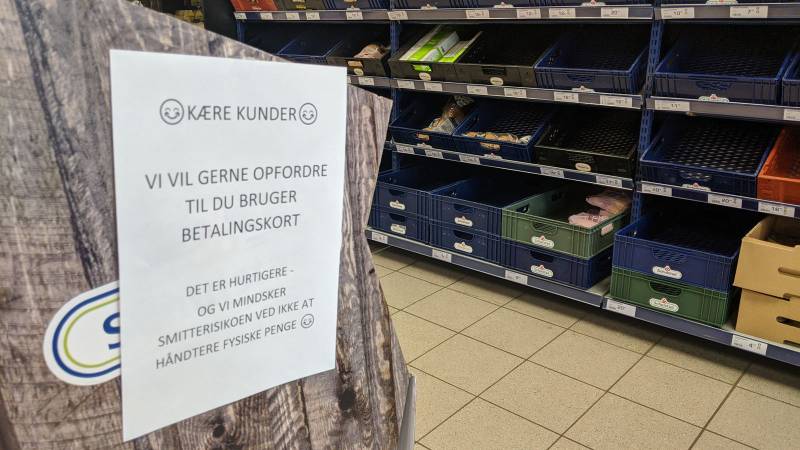 ☺KÆRE KUNDER☺
VI VIL GERNE OPFORDRE
TIL DU BRUGER
BETALINGSKORT
DET ER HURTIGERE -
OG VI MINDSKER
SMITTERISIKOEN VED IKKE AT
HÅNDTERE FYSISKE PENGE ☺
S